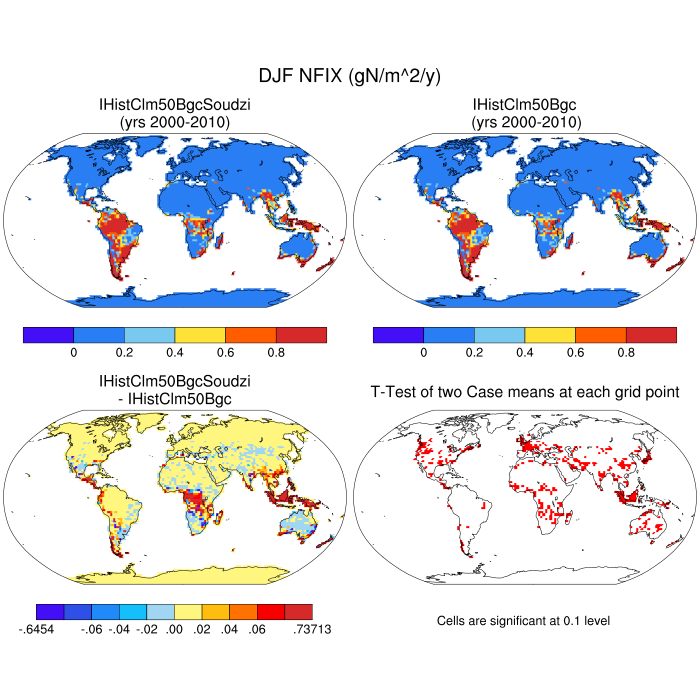 DJF NFIX (gN/m^2/y)
IHistClm50BgcSoudzi
(yrs 2000-2010)
IHistClm50Bgc
(yrs 2000-2010)
0 0.2 0.4 0.6 0.8
0 0.2 0.4 0.6 0.8
IHistClm50BgcSoudzi
- IHistClm50Bgc
T-Test of two Case means at each grid point
-.6454 -.06 -.04 -.02 .00 .02 .04 .06 .73713
Cells are significant at 0.1 level